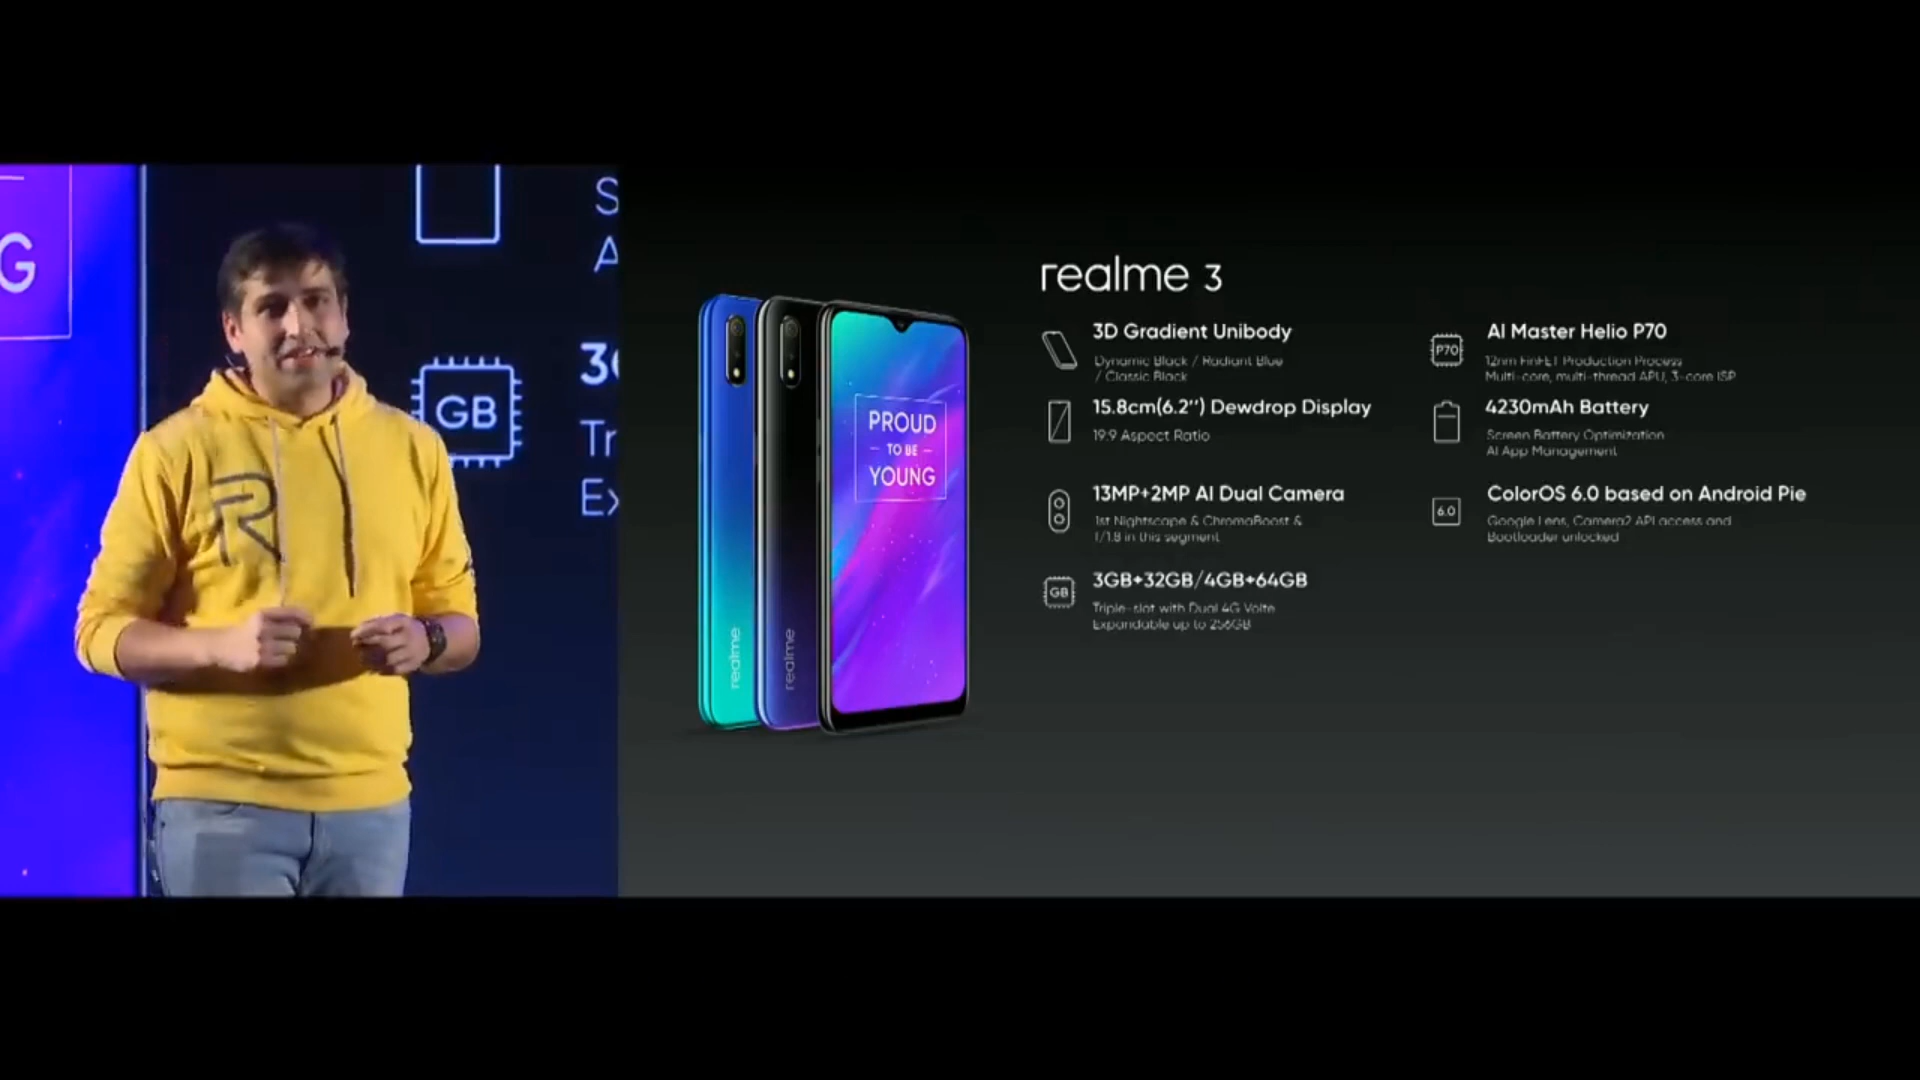 G
S
A
GB
3
Tr
Ex
R
realme
realme
PROUD
TO BE
YOUNG
realme 3
3D Gradient Unibody
Dynamic Black / Radiant Blue
/ Classic Black
15.8cm(6.2'') Dewdrop Display
19:9 Aspect Ratio
13MP+2MP AI Dual Camera
1st Nightscape & ChromaBoost &
f/1.8 in this segment
GB
3GB+32GB/4GB+64GB
Triple-slot with Dual 4G Volte
Expandable up to 256GB
P70
AI Master Helio P70
12nm FinFET Production Process
Multi-core, multi-thread APU, 3-core ISP
4230mAh Battery
Screen Battery Optimization
AI App Management
6.0
ColorOS 6.0 based on Android Pie
Google Lens, Camera2 API access and
Bootloader unlocked